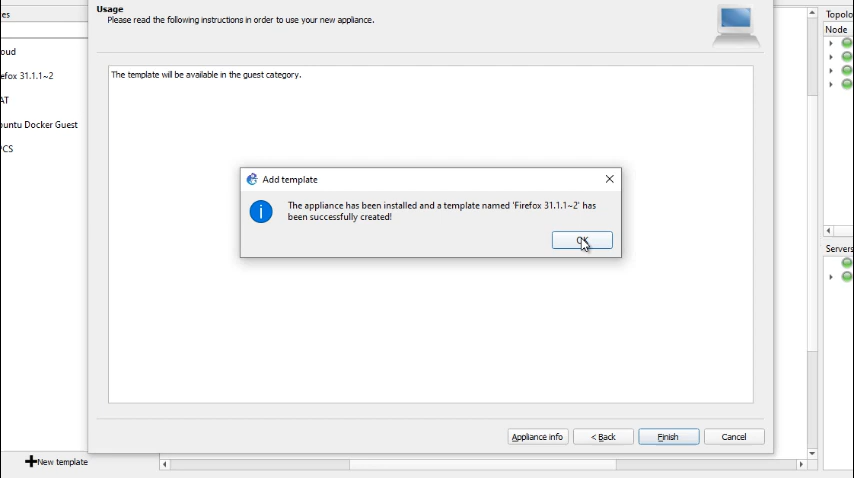 Usage
Please read the following instructions in order to use your new appliance.
es
oud
efox 31.1.1~2
AT
buntu Docker Guest
PCS
New template
The template will be available in the guest category.
Add template
The appliance has been installed and a template named 'Firefox 31.1.1~2' has
been successfully created!
OK
Appliance info
< Back
Finish
Cancel
Topolo
Node
Servers